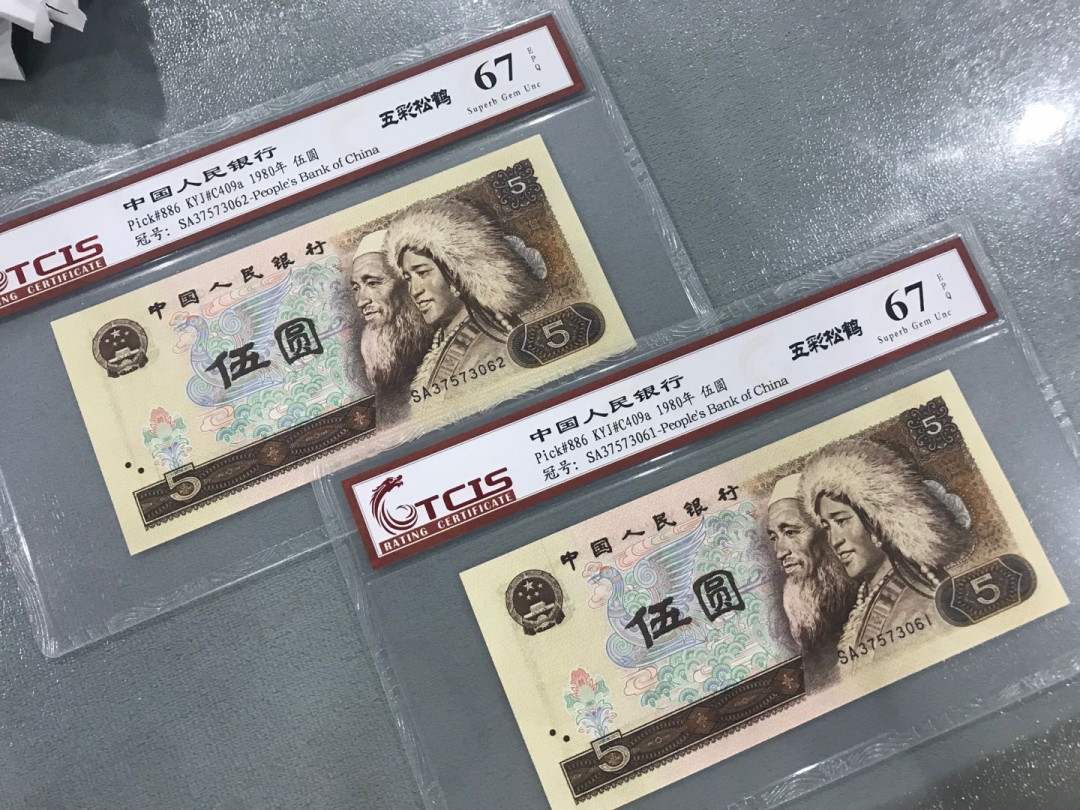 67
EPQ
Superb Gem Unc
五彩松鹤
中国人民银行
Pick#886 KYJ#C409a 1980年 伍圆
冠号: SA37573062-People's Bank of China
TCIS
CERTIFICATE
中国人民银行
5
伍圆
5
SA37573062
5
67
EPQ
Superb Gem Unc
五彩松鹤
中国人民银行
Pick#886 KYJ#C409a 1980年 伍圆
冠号: SA37573061-People's Bank of China
TCIS
RATING CERTIFICATE
中国人民银行
5
伍圆
5
SA37573061
5